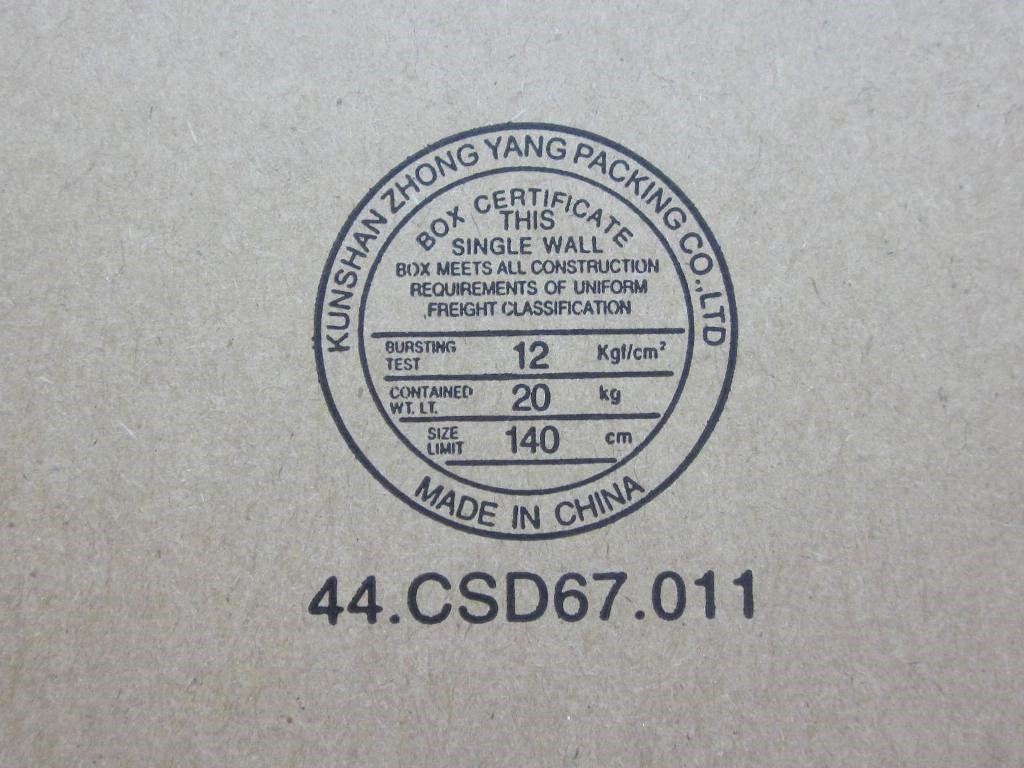 KUNSHAN ZHONG YANG PACKING CO.,LTD
BOX CERTIFICATE
THIS
SINGLE WALL
BOX MEETS ALL CONSTRUCTION
REQUIREMENTS OF UNIFORM
FREIGHT CLASSIFICATION
BURSTING TEST 12 Kgf/cm²
CONTAINED WT. LT. 20 kg
SIZE LIMIT 140 cm
MADE IN CHINA
44.CSD67.011